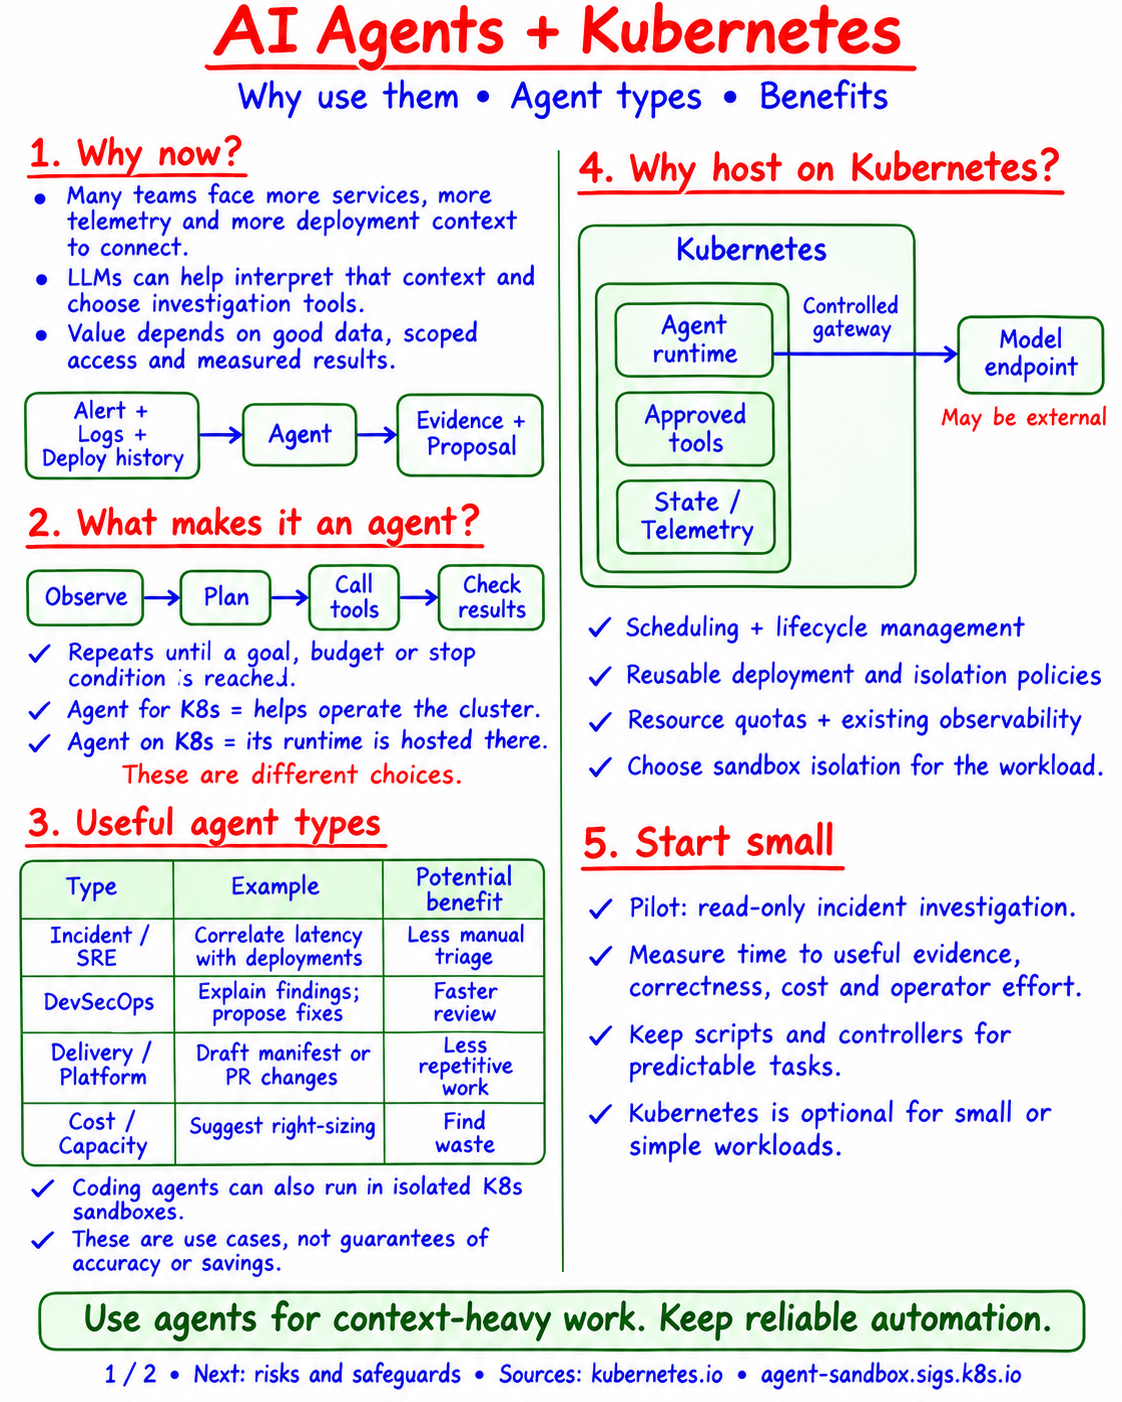 AI Agents + Kubernetes
Why use them • Agent types • Benefits
1. Why now?
• Many teams face more services, more
telemetry and more deployment context
to connect.
• LLMs can help interpret that context and
choose investigation tools.
• Value depends on good data, scoped
access and measured results.
Alert +
Logs +
Deploy history
Agent
Evidence +
Proposal
2. What makes it an agent?
Observe
Plan
Call
tools
Check
results
✓ Repeats until a goal, budget or stop
condition is reached.
✓ Agent for K8s = helps operate the cluster.
✓ Agent on K8s = its runtime is hosted there.
These are different choices.
3. Useful agent types
Type
Example
Potential
benefit
Incident /
SRE
Correlate latency
with deployments
Less manual
triage
DevSecOps
Explain findings;
propose fixes
Faster
review
Delivery /
Platform
Draft manifest or
PR changes
Less
repetitive
work
Cost /
Capacity
Suggest right-sizing
Find
waste
✓ Coding agents can also run in isolated K8s
sandboxes.
✓ These are use cases, not guarantees of
accuracy or savings.
4. Why host on Kubernetes?
Kubernetes
Agent
runtime
Approved
tools
State /
Telemetry
Controlled
gateway
Model
endpoint
May be external
✓ Scheduling + lifecycle management
✓ Reusable deployment and isolation policies
✓ Resource quotas + existing observability
✓ Choose sandbox isolation for the workload.
5. Start small
✓ Pilot: read-only incident investigation.
✓ Measure time to useful evidence,
correctness, cost and operator effort.
✓ Keep scripts and controllers for
predictable tasks.
✓ Kubernetes is optional for small or
simple workloads.
Use agents for context-heavy work. Keep reliable automation.
1 / 2 • Next: risks and safeguards • Sources: kubernetes.io • agent-sandbox.sigs.k8s.io